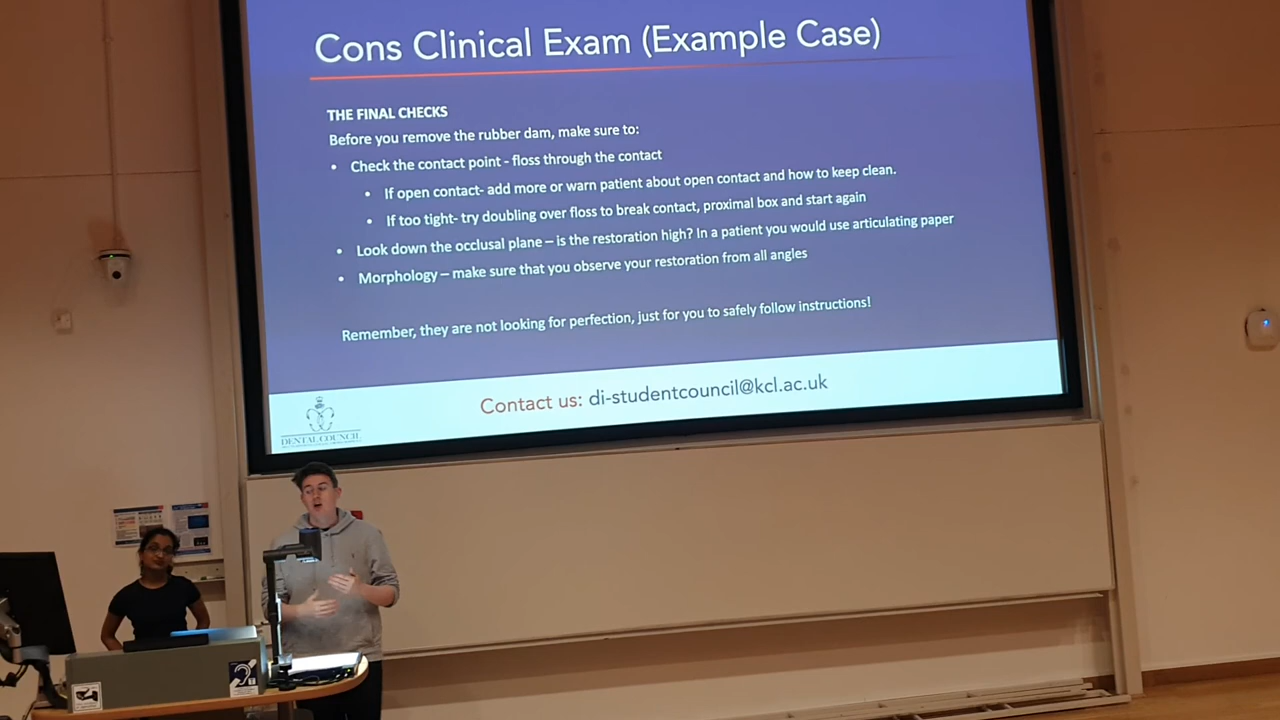 Cons Clinical Exam (Example Case)
THE FINAL CHECKS
Before you remove the rubber dam, make sure to:
• Check the contact point - floss through the contact
• If open contact- add more or warn patient about open contact and how to keep clean.
• If too tight- try doubling over floss to break contact, proximal box and start again
• Look down the occlusal plane – is the restoration high? In a patient you would use articulating paper
• Morphology – make sure that you observe your restoration from all angles
Remember, they are not looking for perfection, just for you to safely follow instructions!
Contact us: di-studentcouncil@kcl.ac.uk
DENTAL COUNCIL